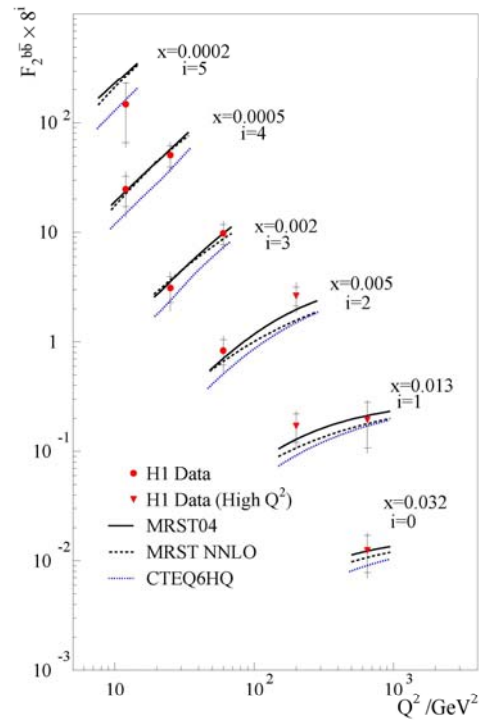 F₂ᵇᵇ̄ × 8ⁱ
x=0.0002
i=5
10²
x=0.0005
i=4
10
x=0.002
i=3
x=0.005
i=2
1
x=0.013
i=1
10⁻¹
H1 Data
H1 Data (High Q²)
MRST04
MRST NNLO
CTEQ6HQ
x=0.032
i=0
10⁻²
10⁻³
10 10² 10³
Q² /GeV²